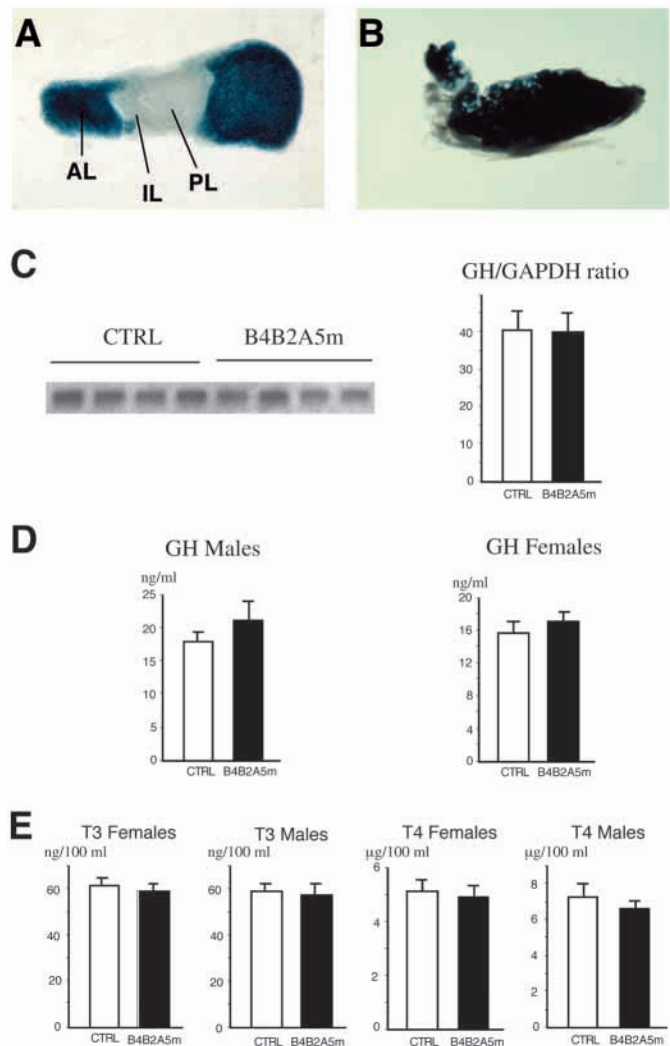 A
B
AL
IL
PL
C
GH/GAPDH ratio
CTRL
B4B2A5m
40
30
20
10
0
CTRL
B4B2A5m
D
GH Males
ng/ml
25
20
15
10
5
0
CTRL
B4B2A5m
GH Females
ng/ml
20
16
12
8
4
0
CTRL
B4B2A5m
E
T3 Females
ng/100 ml
60
40
20
0
CTRL
B4B2A5m
T3 Males
ng/100 ml
60
40
20
0
CTRL
B4B2A5m
T4 Females
µg/100 ml
6
4
2
0
CTRL
B4B2A5m
T4 Males
µg/100 ml
8
6
4
2
0
CTRL
B4B2A5m